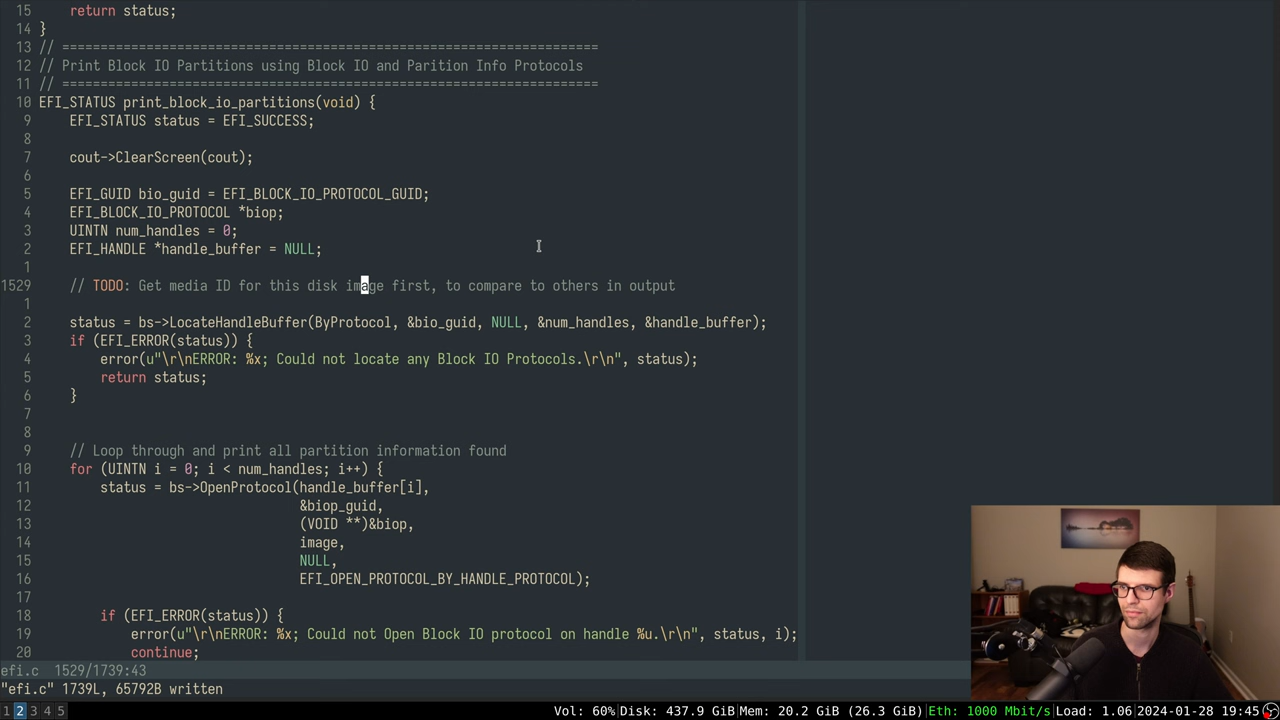 15 return status;
14 }
13 // ======================================================================
12 // Print Block IO Partitions using Block IO and Parition Info Protocols
11 // ======================================================================
10 EFI_STATUS print_block_io_partitions(void) {
9 EFI_STATUS status = EFI_SUCCESS;
8
7 cout->ClearScreen(cout);
6
5 EFI_GUID bio_guid = EFI_BLOCK_IO_PROTOCOL_GUID;
4 EFI_BLOCK_IO_PROTOCOL *biop;
3 UINTN num_handles = 0;
2 EFI_HANDLE *handle_buffer = NULL;
1
1529 // TODO: Get media ID for this disk image first, to compare to others in output
1
2 status = bs->LocateHandleBuffer(ByProtocol, &bio_guid, NULL, &num_handles, &handle_buffer);
3 if (EFI_ERROR(status)) {
4 error(u"\r\nERROR: %x; Could not locate any Block IO Protocols.\r\n", status);
5 return status;
6 }
7
8
9 // Loop through and print all partition information found
10 for (UINTN i = 0; i < num_handles; i++) {
11 status = bs->OpenProtocol(handle_buffer[i],
12 &biop_guid,
13 (VOID **)&biop,
14 image,
15 NULL,
16 EFI_OPEN_PROTOCOL_BY_HANDLE_PROTOCOL);
17
18 if (EFI_ERROR(status)) {
19 error(u"\r\nERROR: %x; Could not Open Block IO protocol on handle %u.\r\n", status, i);
20 continue;
efi.c 1529/1739:43
"efi.c" 1739L, 65792B written
1 2 3 4 5 Vol: 60% Disk: 437.9 GiB Mem: 20.2 GiB (26.3 GiB) Eth: 1000 Mbit/s Load: 1.06 2024-01-28 19:45